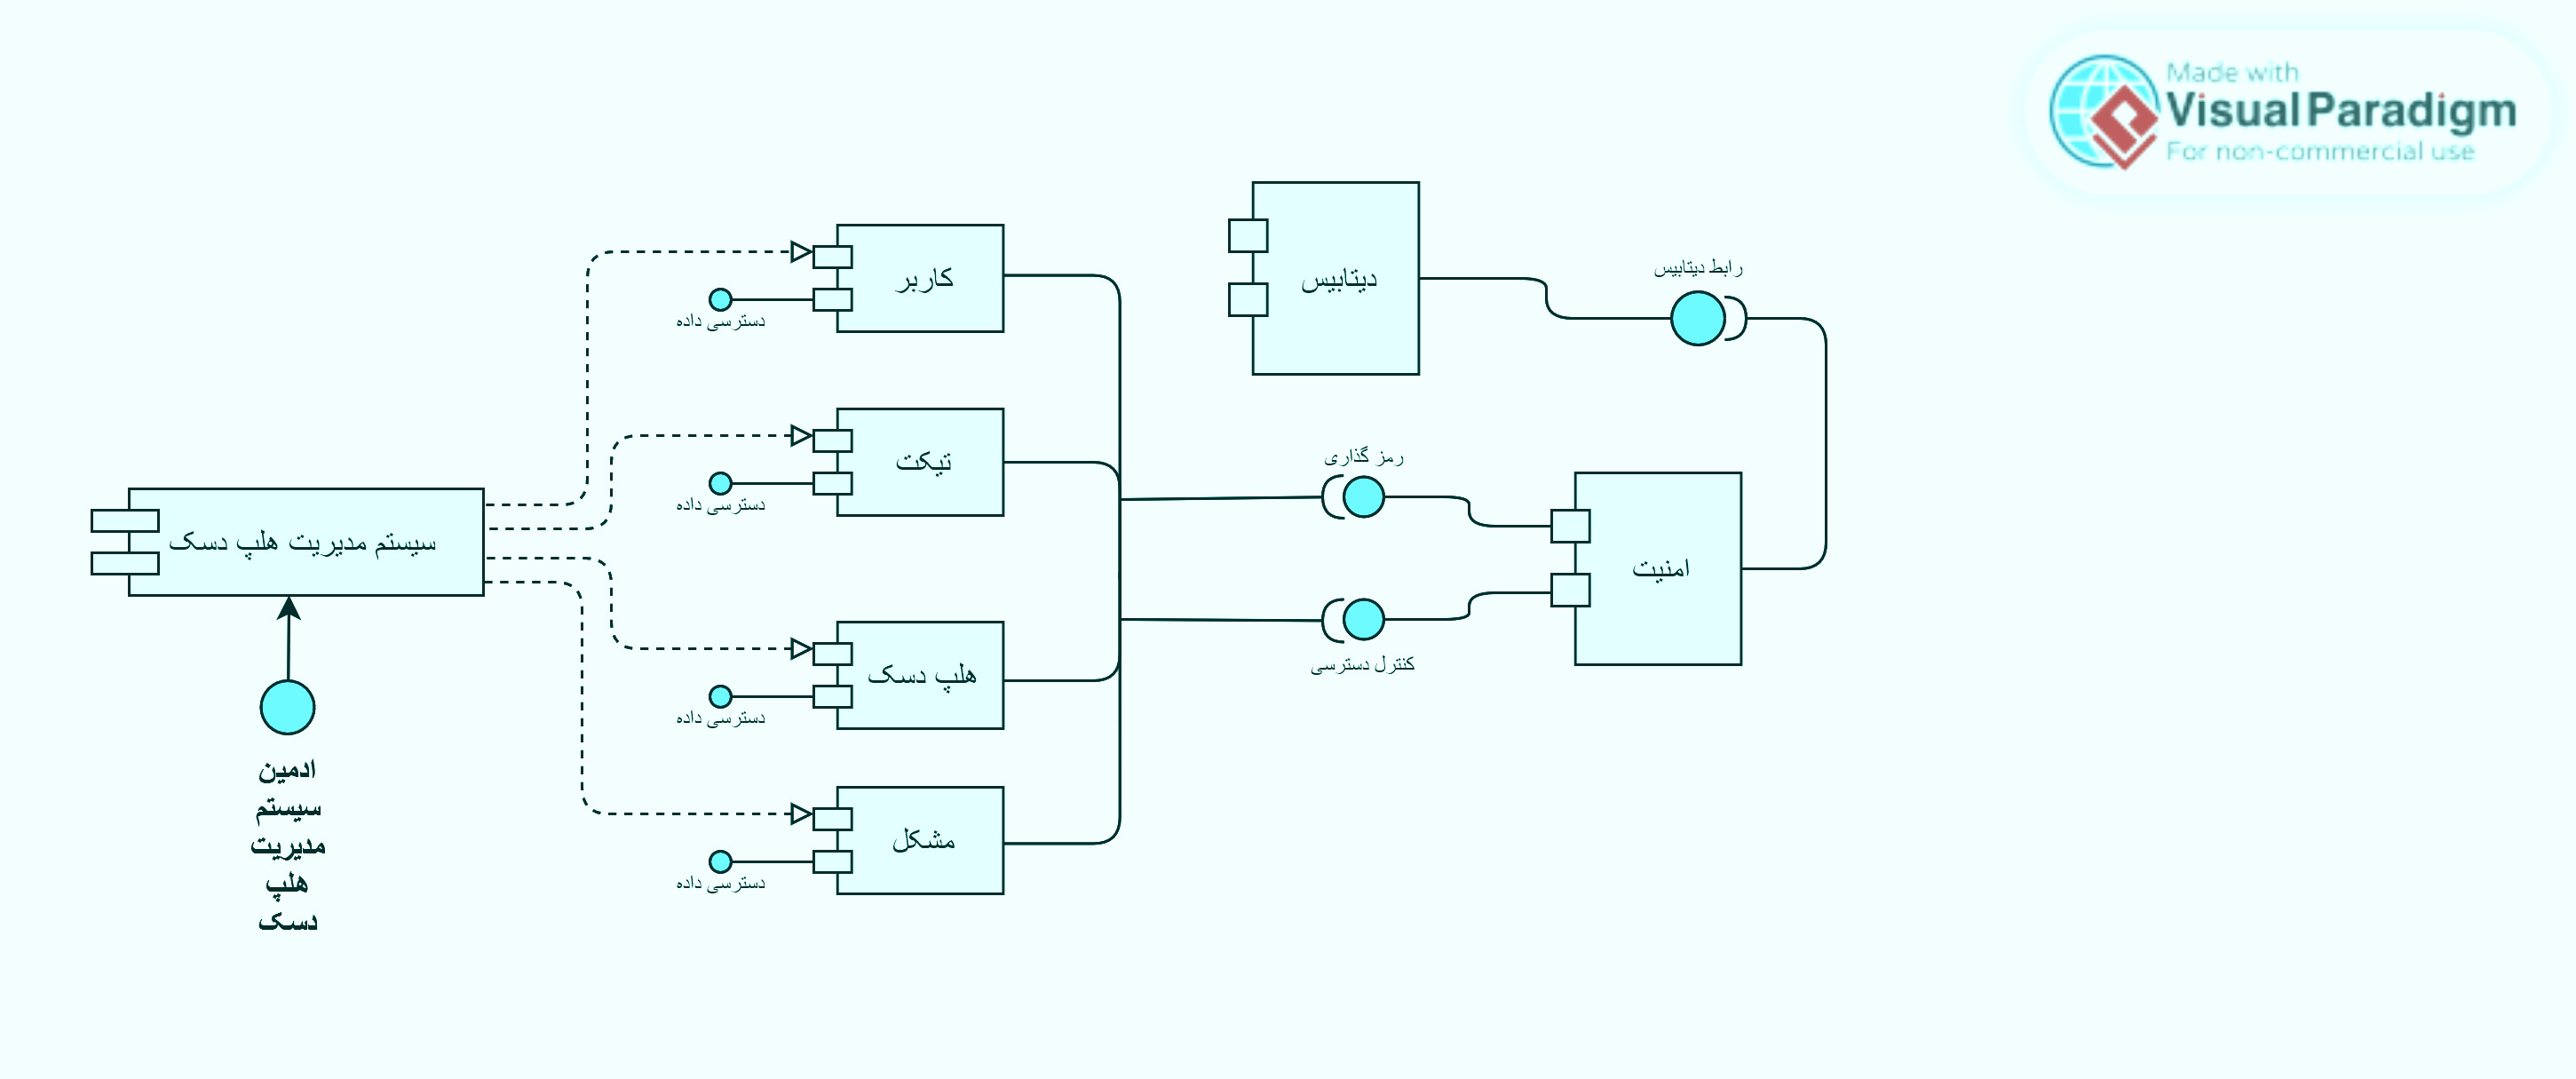 Made with
Visual Paradigm
For non-commercial use
کاربر
دسترسی داده
دیتابیس
رابط دیتابیس
تیکت
دسترسی داده
رمز گذاری
سیستم مدیریت هلپ دسک
امنیت
هلپ دسک
دسترسی داده
کنترل دسترسی
ادمین
سیستم
مدیریت
هلپ
دسک
مشکل
دسترسی داده